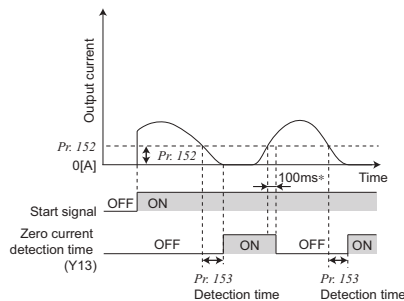 Output current
Pr. 152
Pr. 152
0[A]
Time
100ms*
OFF
ON
Start signal
Zero current
detection time
(Y13)
OFF
ON
OFF
ON
Pr. 153
Detection time
Pr. 153
Detection time